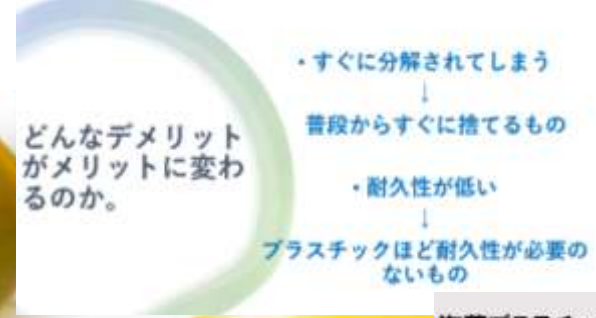 どんなデメリット
がメリットに変わ
るのか。
・すぐに分解されてしまう
↓
普段からすぐに捨てるもの
・耐久性が低い
↓
プラスチックほど耐久性が必要の
ないもの